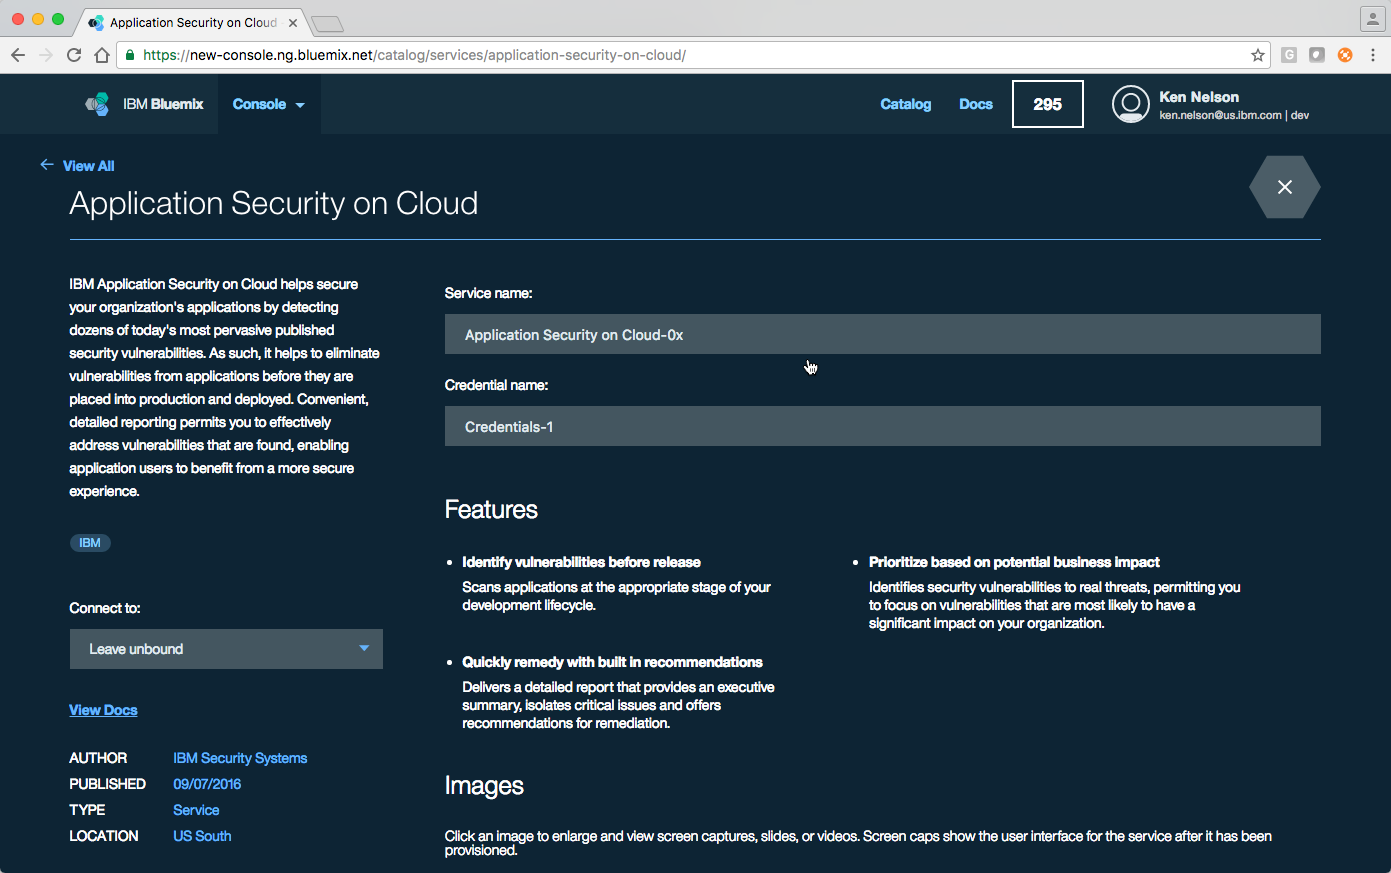 Application Security on Cloud
https://new-console.ng.bluemix.net/catalog/services/application-security-on-cloud/
G
IBM Bluemix
Console
Catalog
Docs
295
Ken Nelson
ken.nelson@us.ibm.com | dev
View All
Application Security on Cloud
IBM Application Security on Cloud helps secure
your organization's applications by detecting
dozens of today's most pervasive published
security vulnerabilities. As such, it helps to eliminate
vulnerabilities from applications before they are
placed into production and deployed. Convenient,
detailed reporting permits you to effectively
address vulnerabilities that are found, enabling
application users to benefit from a more secure
experience.
IBM
Connect to:
Leave unbound
View Docs
AUTHOR IBM Security Systems
PUBLISHED 09/07/2016
TYPE Service
LOCATION US South
Service name:
Application Security on Cloud-0x
Credential name:
Credentials-1
Features
• Identify vulnerabilities before release
Scans applications at the appropriate stage of your
development lifecycle.
• Prioritize based on potential business impact
Identifies security vulnerabilities to real threats, permitting you
to focus on vulnerabilities that are most likely to have a
significant impact on your organization.
• Quickly remedy with built in recommendations
Delivers a detailed report that provides an executive
summary, isolates critical issues and offers
recommendations for remediation.
Images
Click an image to enlarge and view screen captures, slides, or videos. Screen caps show the user interface for the service after it has been
provisioned.